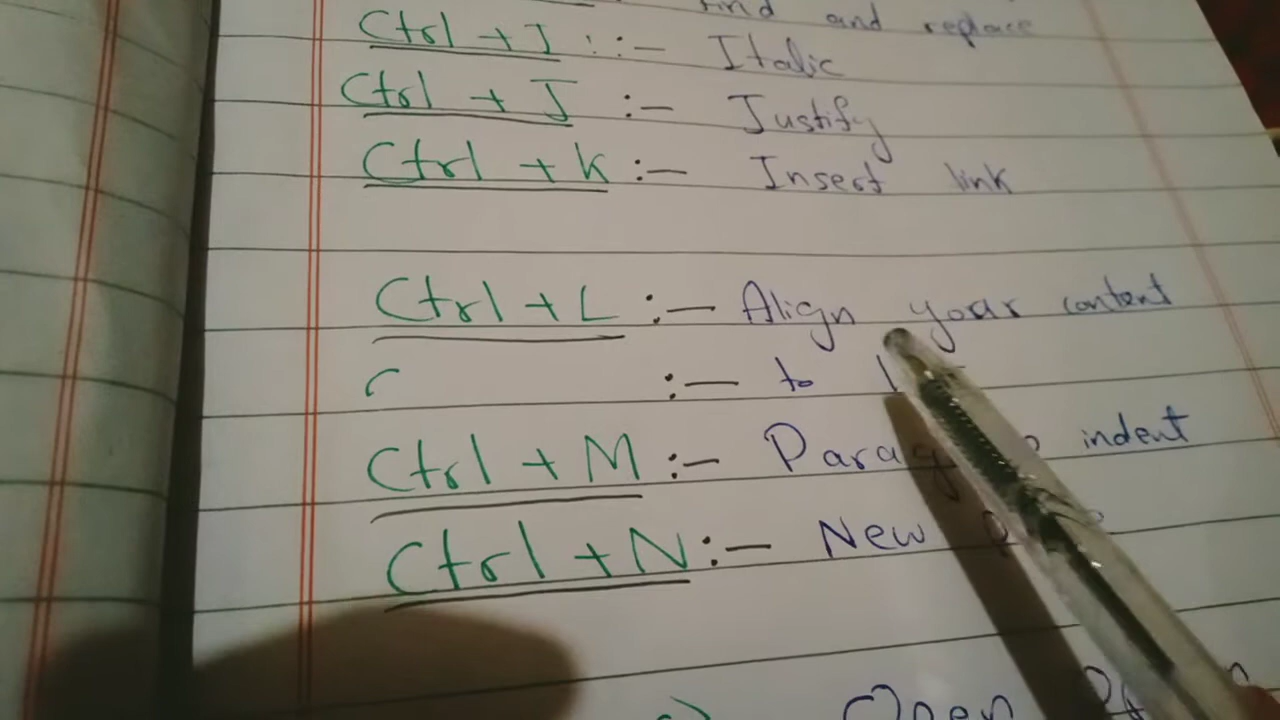 Find and replace
Ctrl + I :- Italic
Ctrl + J :- Justify
Ctrl + K :- Insert link
Ctrl + L :- Align your content
:- to
Ctrl + M :- indent
Ctrl + N :- New
Open